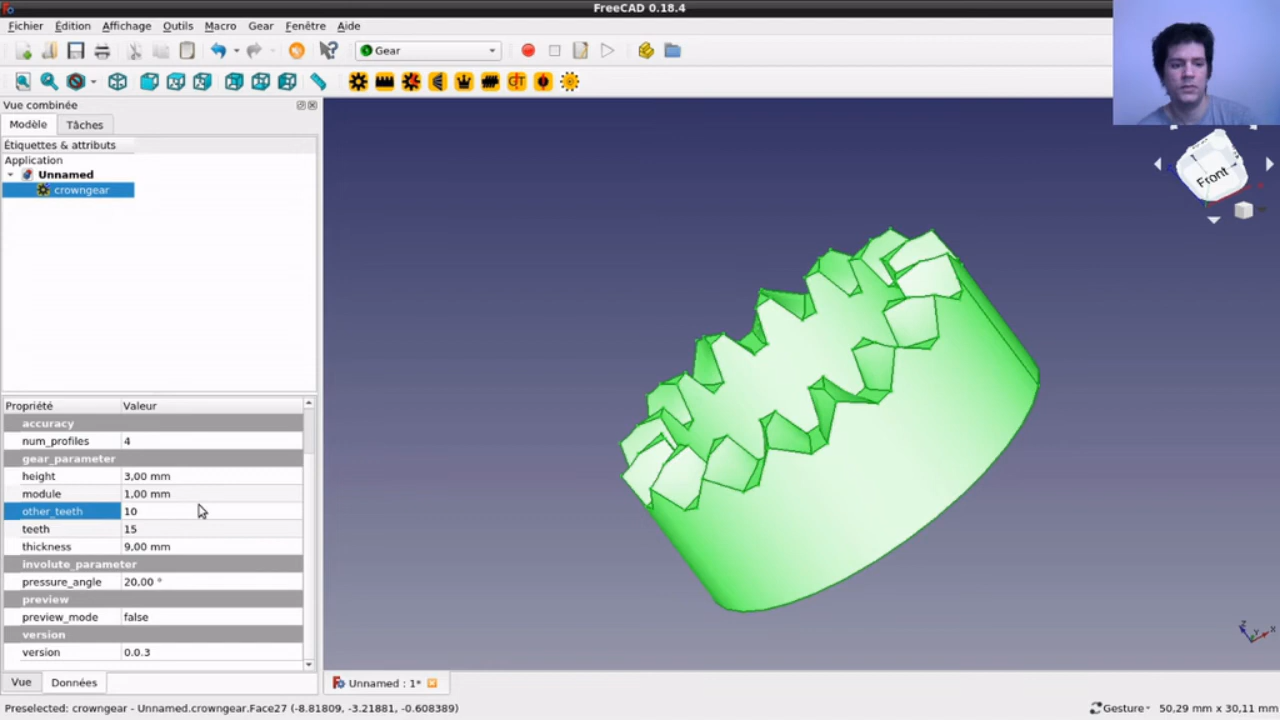 FreeCAD 0.18.4
Fichier Édition Affichage Outils Macro Gear Fenêtre Aide
Gear
Vue combinée
Modèle Tâches
Étiquettes & attributs
Application
Unnamed
crowngear
Front
Propriété Valeur
accuracy
num_profiles 4
gear_parameter
height 3,00 mm
module 1,00 mm
other_teeth 10
teeth 15
thickness 9,00 mm
involute_parameter
pressure_angle 20,00 °
preview
preview_mode false
version
version 0.0.3
Z Y X
Vue Données
Unnamed : 1*
Preselected: crowngear - Unnamed.crowngear.Face27 (-8.81809, -3.21881, -0.608389)
Gesture 50,29 mm x 30,11 mm